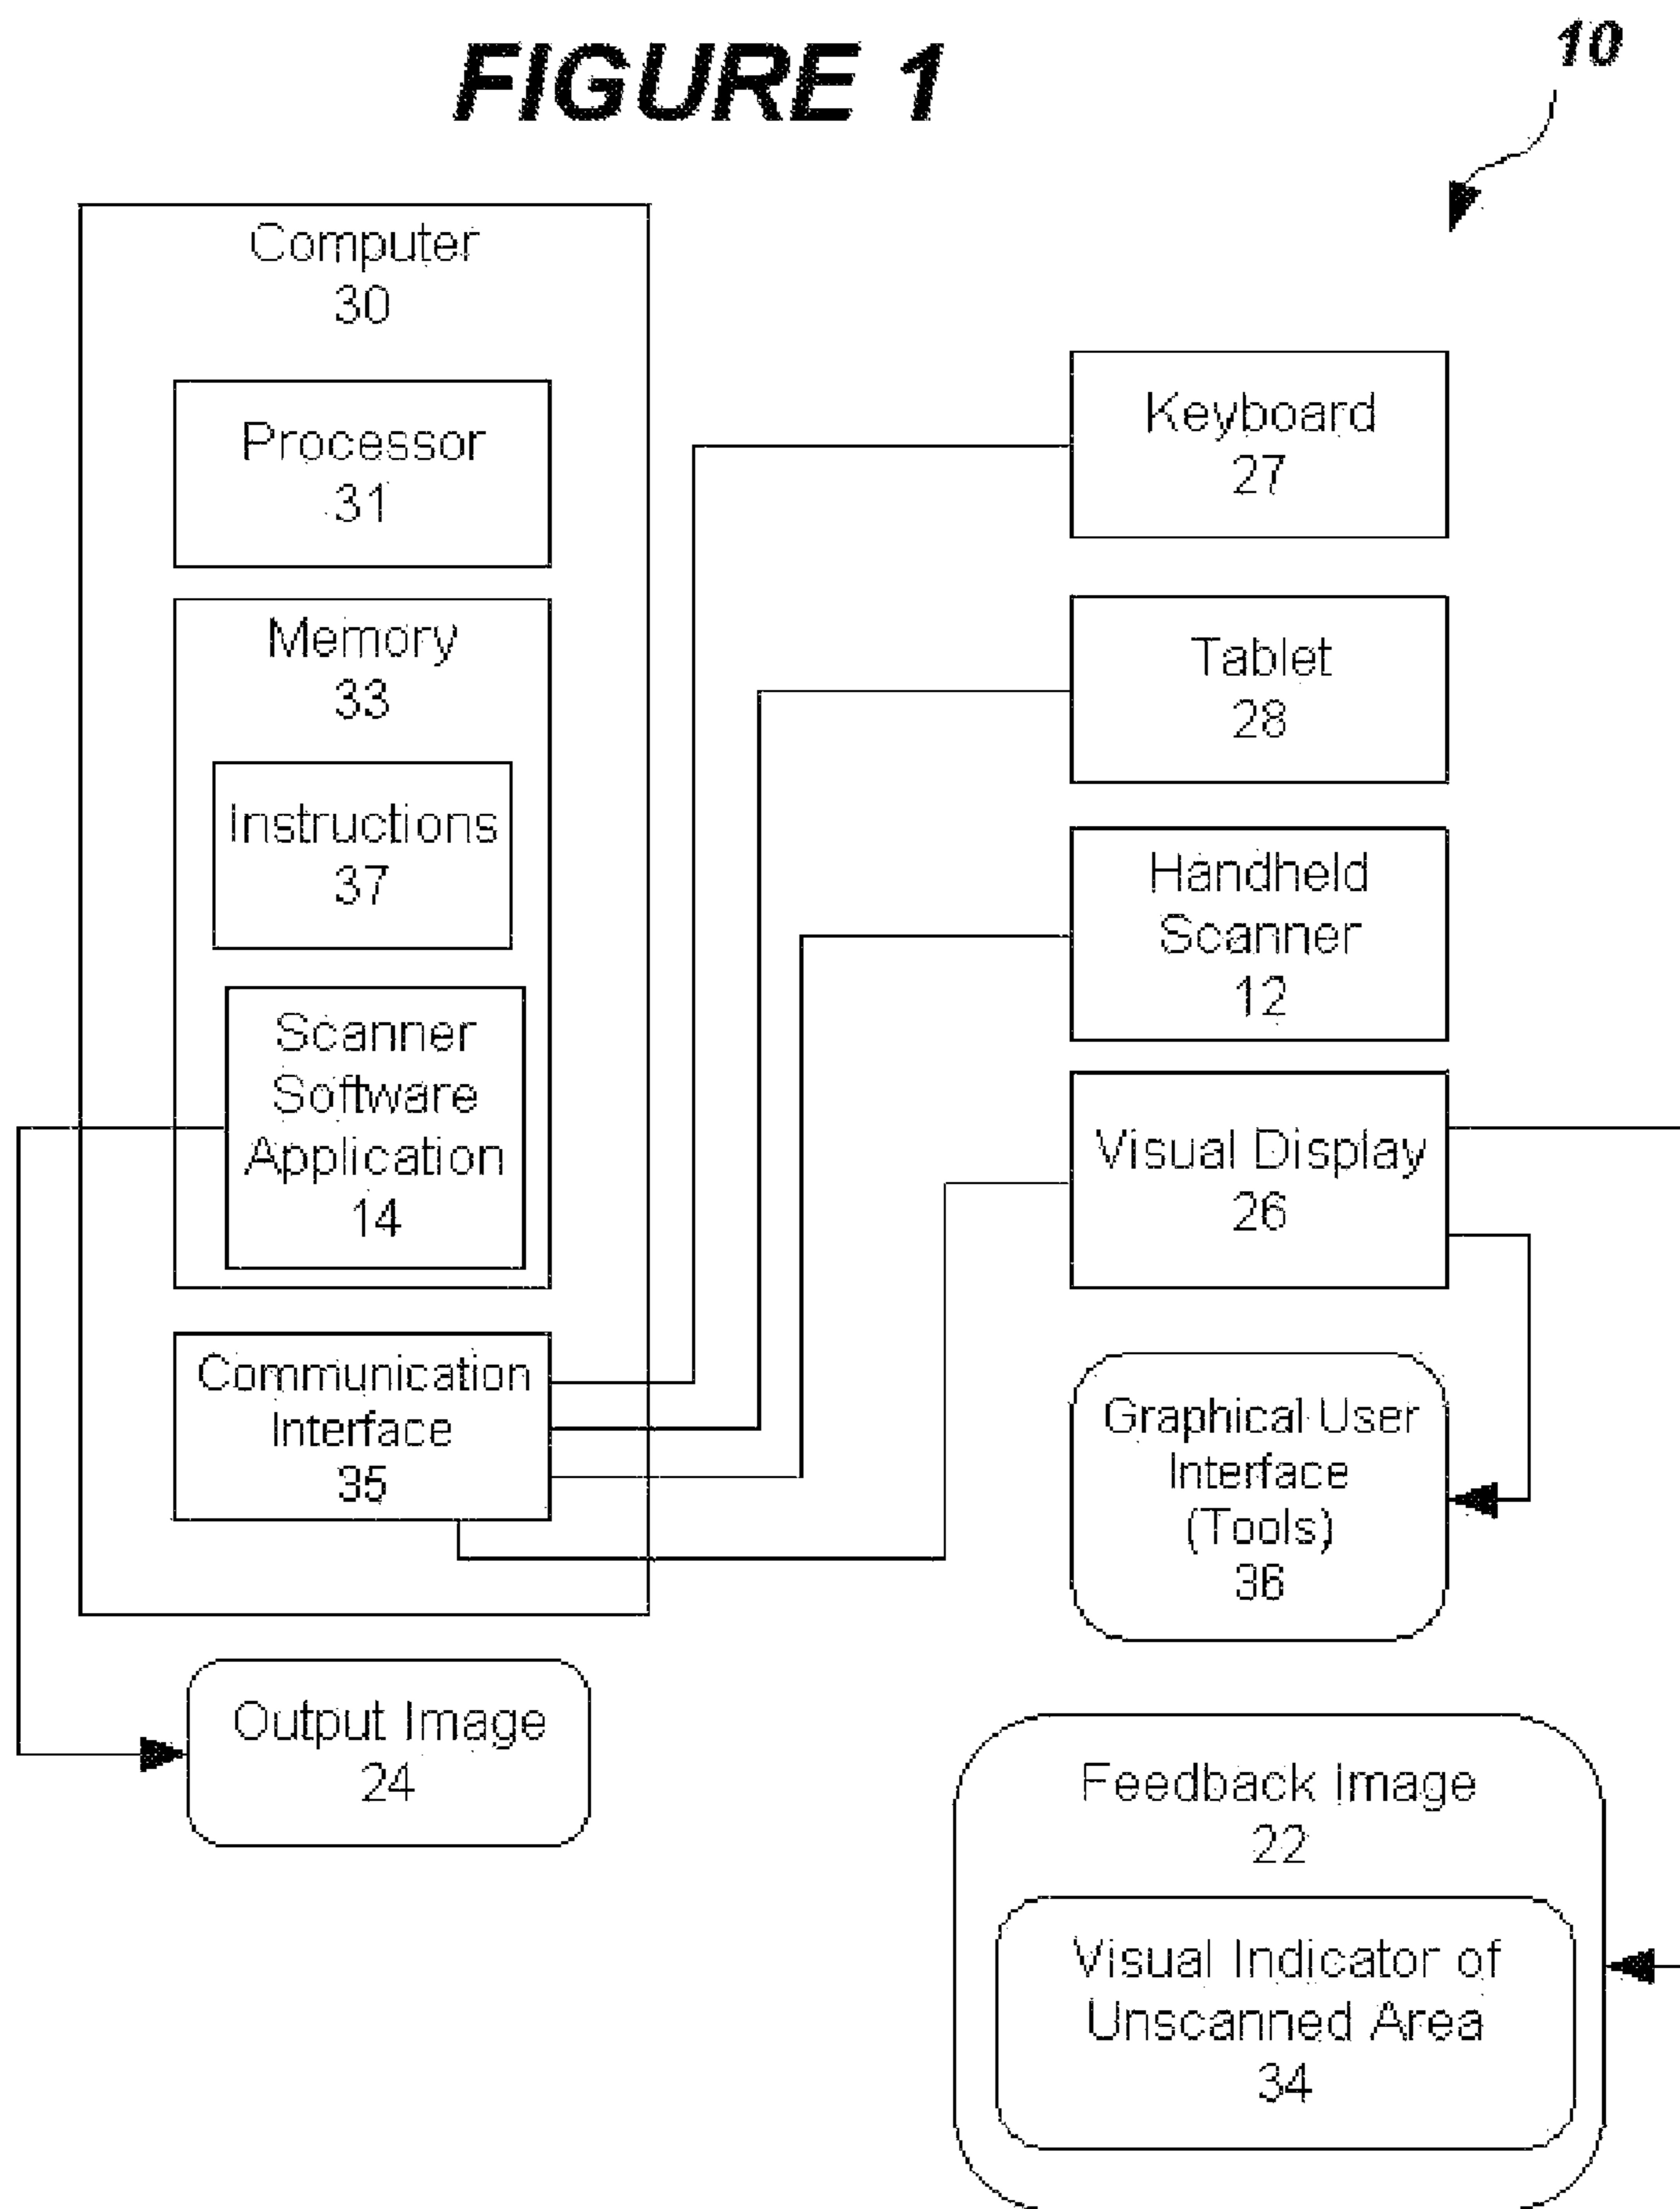 FIGURE 1
10
Computer
30
Processor
31
Memory
33
Instructions
37
Scanner
Software
Application
14
Communication
Interface
35
Output Image
24
Keyboard
27
Tablet
28
Handheld
Scanner
12
Visual Display
26
Graphical User
Interface
(Tools)
36
Feedback Image
22
Visual Indicator of
Unscanned Area
34